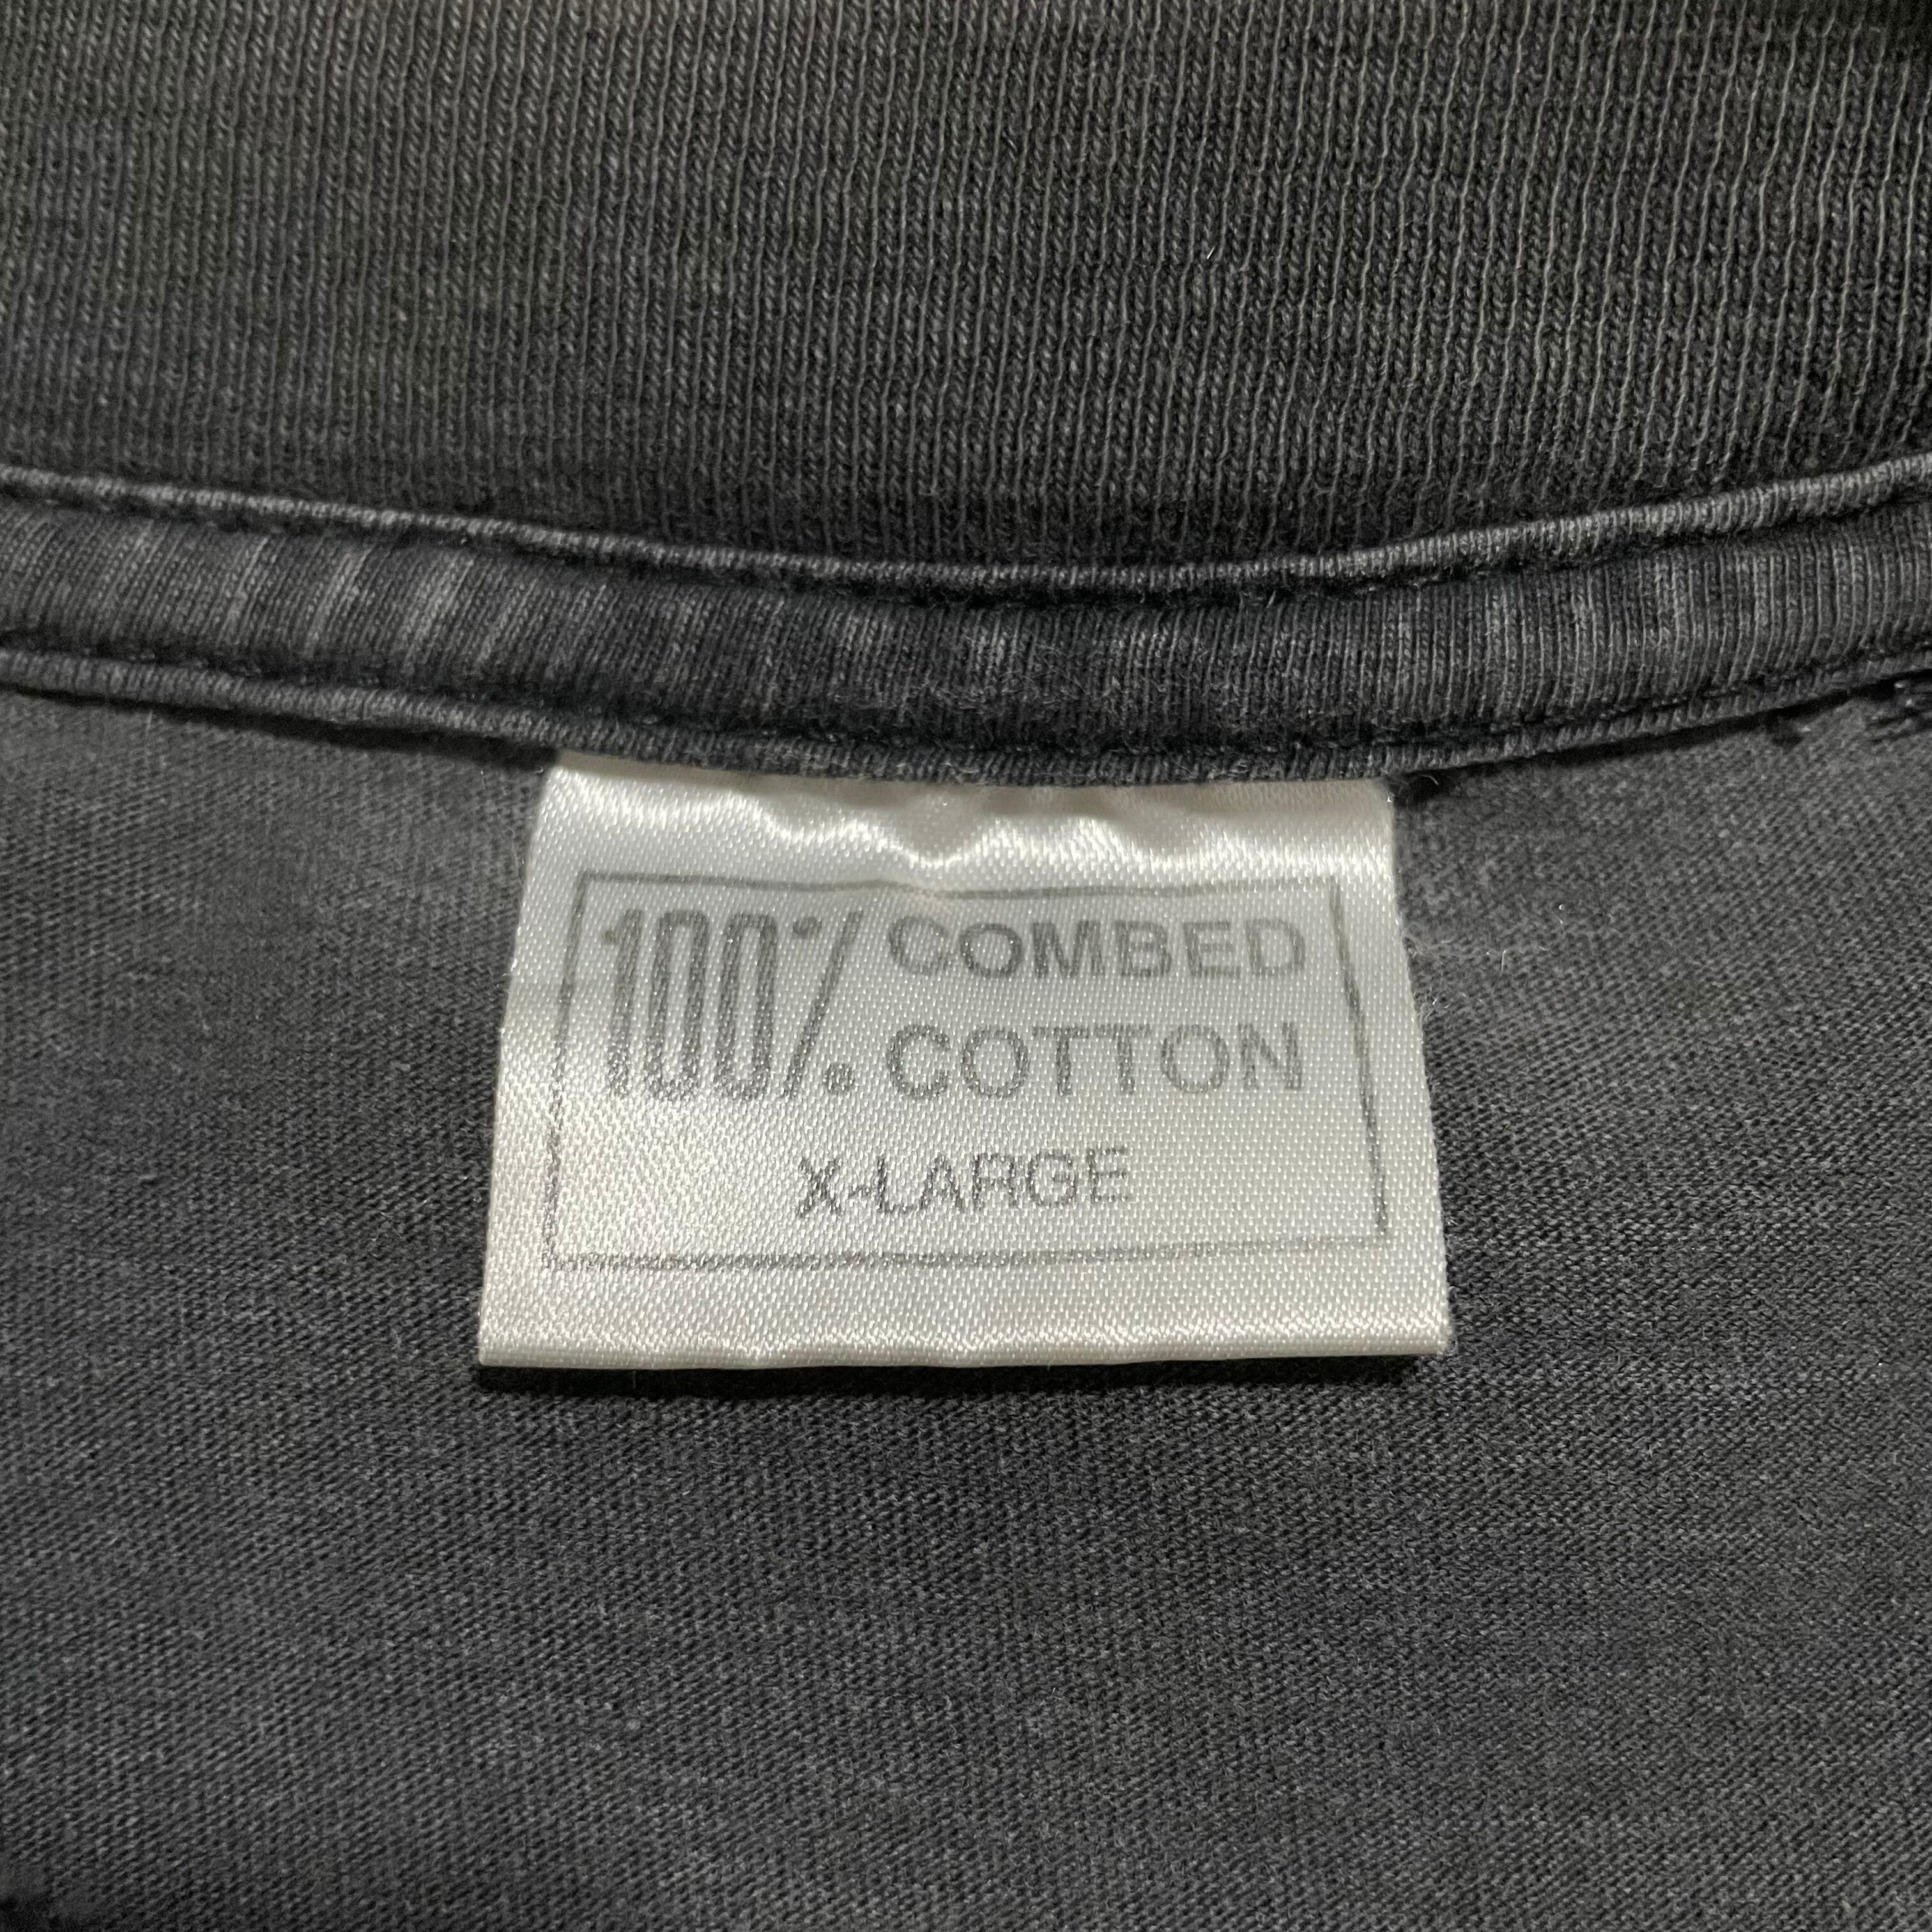 100% COMBED
COTTON
X-LARGE